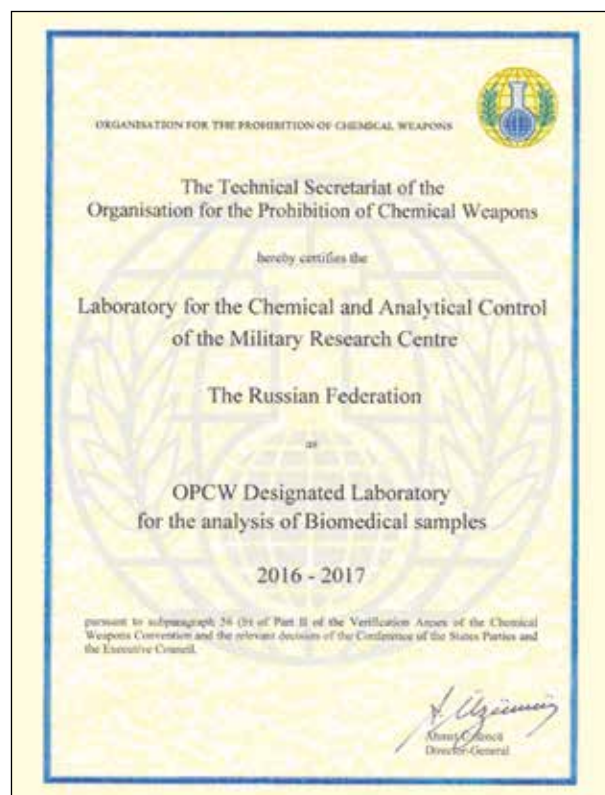 ORGANISATION FOR THE PROHIBITION OF CHEMICAL WEAPONS
The Technical Secretariat of the
Organisation for the Prohibition of Chemical Weapons
hereby certifies the
Laboratory for the Chemical and Analytical Control
of the Military Research Centre
The Russian Federation
as
OPCW Designated Laboratory
for the analysis of Biomedical samples
2016 - 2017
pursuant to subparagraph 56 (b) of Part II of the Verification Annex of the Chemical
Weapons Convention and the relevant decision of the Conference of the States Parties and
the Executive Council.
Ahmet
Director-General